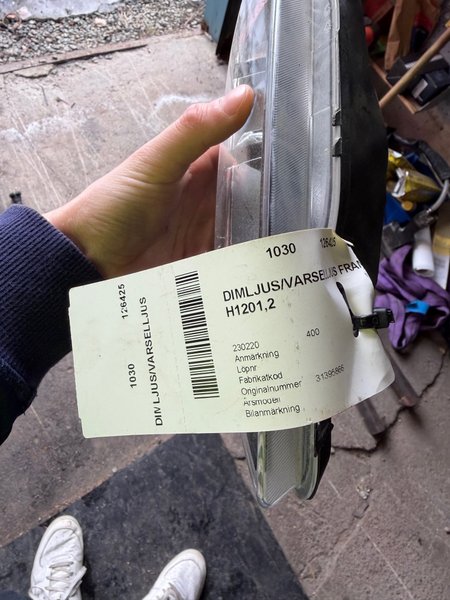 1030
126425
DIMLJUS/VARSELLJUS FRAM
H1201,2
230220
400
Anmärkning
Löpnr
Fabrikatkod
Originalnummer
31395866
Årsmodell
Bilanmärkning
126425
1030
DIMLJUS/VARSELLJUS